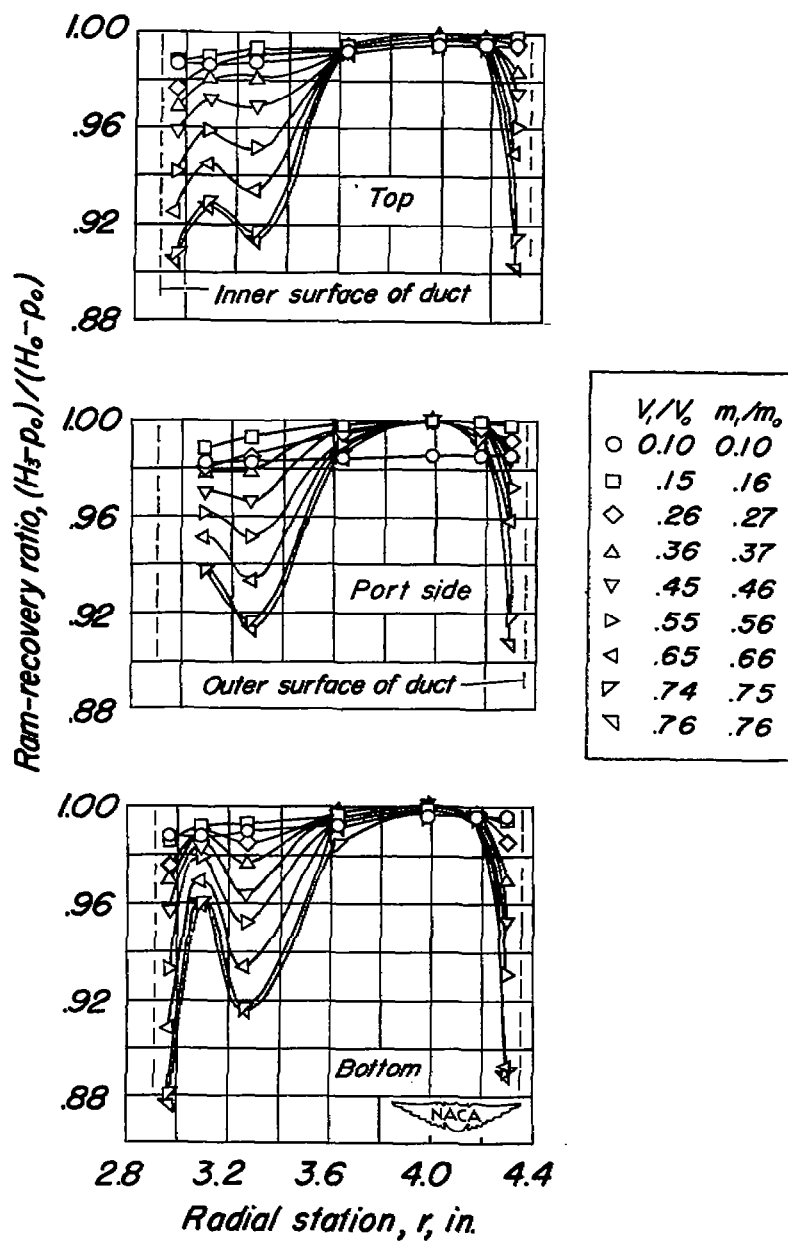 Ram-recovery ratio, (H₃-p₀)/(H₀-p₀)
1.00
.96
.92
.88
Top
Inner surface of duct
1.00
.96
.92
.88
Port side
Outer surface of duct
1.00
.96
.92
.88
Bottom
NACA
2.8 3.2 3.6 4.0 4.4
Radial station, r, in.
V₁/V₀ m₁/m₀
0.10 0.10
.15 .16
.26 .27
.36 .37
.45 .46
.55 .56
.65 .66
.74 .75
.76 .76